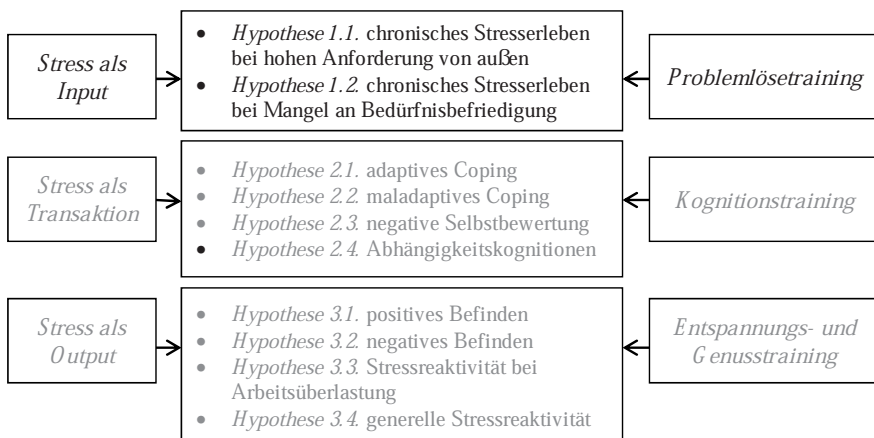 Stress als
Input
• Hypothese 1.1. chronisches Stresserleben
bei hohen Anforderung von außen
• Hypothese 1.2. chronisches Stresserleben
bei Mangel an Bedürfnisbefriedigung
Problemlösetraining
Stress als
Transaktion
• Hypothese 2.1. adaptives Coping
• Hypothese 2.2. maladaptives Coping
• Hypothese 2.3. negative Selbstbewertung
• Hypothese 2.4. Abhängigkeitskognitionen
Kognitionstraining
Stress als
Output
• Hypothese 3.1. positives Befinden
• Hypothese 3.2. negatives Befinden
• Hypothese 3.3. Stressreaktivität bei
Arbeitsüberlastung
• Hypothese 3.4. generelle Stressreaktivität
Entspannungs- und
Genusstraining